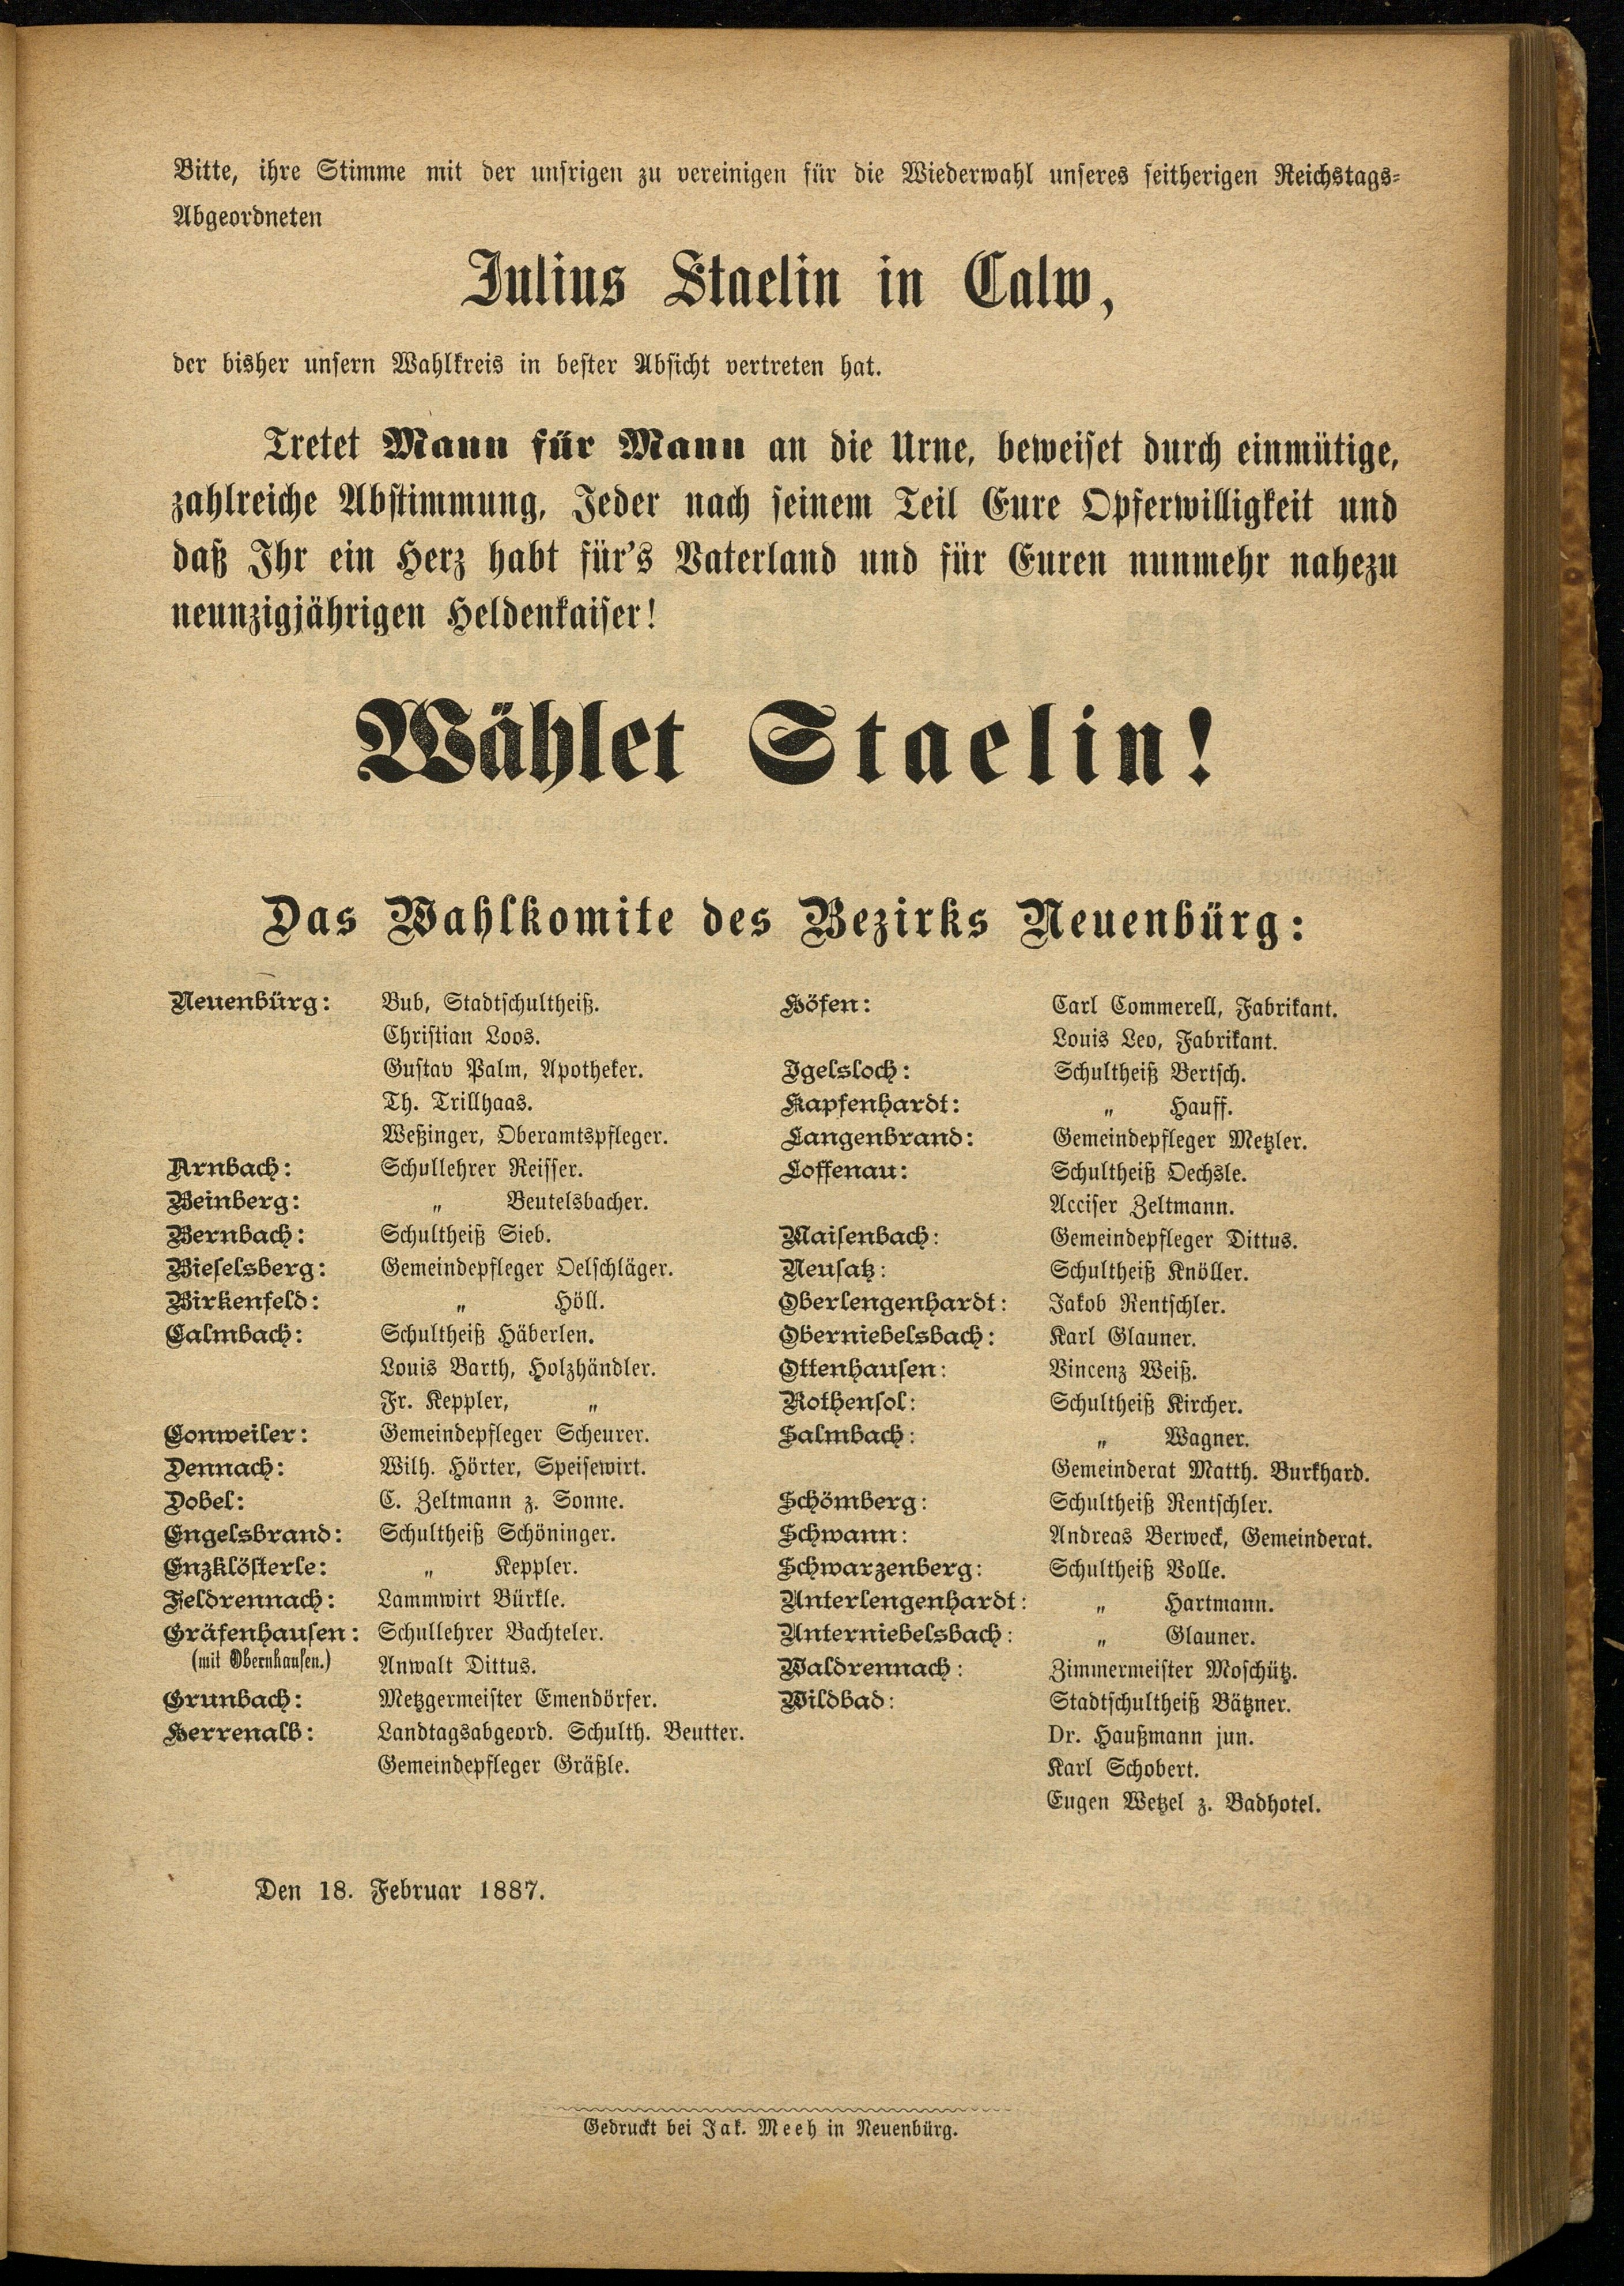 Bitte, ihre Stimme mit der unsrigen zu vereinigen für die Wiederwahl unseres seitherigen Reichstags-
Abgeordneten
Julius Staelin in Calw,
der bisher unsern Wahlkreis in bester Absicht vertreten hat.
Tretet Mann für Mann an die Urne, beweiset durch einmütige,
zahlreiche Abstimmung, Jeder nach seinem Teil Eure Opferwilligkeit und
daß Ihr ein Herz habt für's Vaterland und für Euren nunmehr nahezu
neunzigjährigen Heldenkaiser!
Wählet Staelin!
Das Wahlkomite des Bezirks Neuenbürg:
Neuenbürg: Bub, Stadtschultheiß.
Christian Loos.
Gustav Palm, Apotheker.
Th. Trillhaas.
Weßinger, Oberamtspfleger.
Arnbach: Schullehrer Reisser.
Beinberg: " Beutelsbacher.
Bernbach: Schultheiß Sieb.
Bieselsberg: Gemeindepfleger Oelschläger.
Birkenfeld: " Höll.
Calmbach: Schultheiß Häberlen.
Louis Barth, Holzhändler.
Fr. Keppler, "
Conweiler: Gemeindepfleger Scheurer.
Dennach: Wilh. Hörter, Speisewirt.
Dobel: C. Zeltmann z. Sonne.
Engelsbrand: Schultheiß Schöninger.
Enzklösterle: " Keppler.
Feldrennach: Lammwirt Bürkle.
Gräfenhausen: Schullehrer Bachteler.
(mit Obernhausen.) Anwalt Dittus.
Grunbach: Metzgermeister Emendörfer.
Herrenalb: Landtagsabgeord. Schulth. Beutter.
Gemeindepfleger Gräßle.
Höfen: Carl Commerell, Fabrikant.
Louis Leo, Fabrikant.
Igelsloch: Schultheiß Bertsch.
Kapfenhardt: " Hauff.
Langenbrand: Gemeindepfleger Metzler.
Loffenau: Schultheiß Oechsle.
Acciser Zeltmann.
Maisenbach: Gemeindepfleger Dittus.
Neusatz: Schultheiß Knöller.
Oberlengenhardt: Jakob Rentschler.
Oberniebelsbach: Karl Glauner.
Ottenhausen: Vincenz Weiß.
Rothensol: Schultheiß Kircher.
Salmbach: " Wagner.
Gemeinderat Matth. Burkhard.
Schömberg: Schultheiß Rentschler.
Schwann: Andreas Berweck, Gemeinderat.
Schwarzenberg: Schultheiß Volle.
Unterlengenhardt: " Hartmann.
Unterniebelsbach: " Glauner.
Waldrennach: Zimmermeister Moschütz.
Wildbad: Stadtschultheiß Bätzner.
Dr. Haußmann jun.
Karl Schobert.
Eugen Wetzel z. Badhotel.
Den 18. Februar 1887.
Gedruckt bei Jak. Meeh in Neuenbürg.